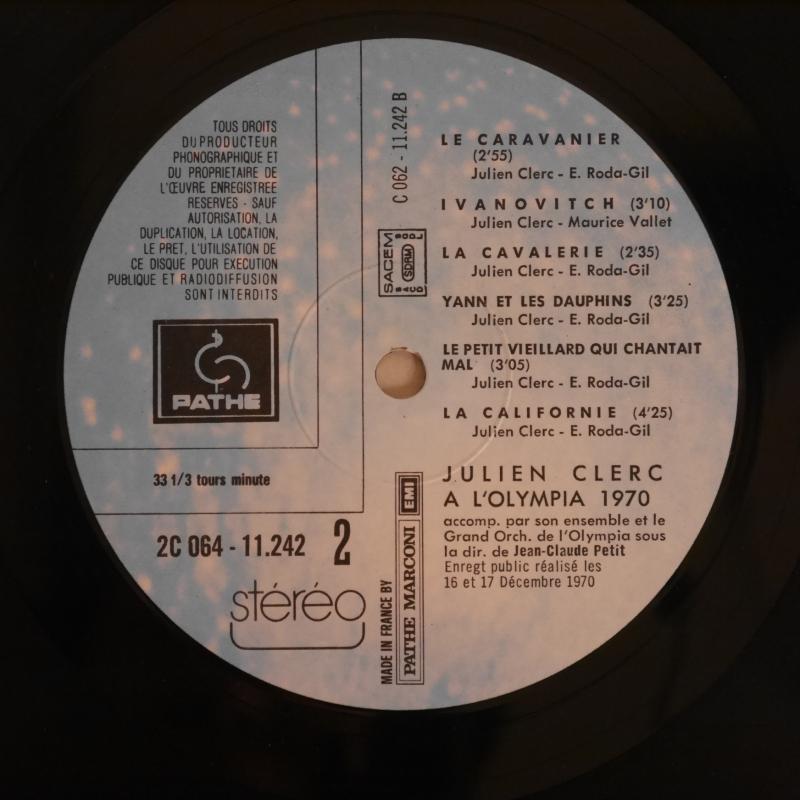 TOUS DROITS
DU PRODUCTEUR
PHONOGRAPHIQUE ET
DU PROPRIETAIRE DE
L'ŒUVRE ENREGISTREE
RESERVES - SAUF
AUTORISATION, LA
DUPLICATION, LA LOCATION,
LE PRET, L'UTILISATION DE
CE DISQUE POUR EXECUTION
PUBLIQUE ET RADIODIFFUSION
SONT INTERDITS
PATHE
33 1/3 tours minute
2C 064 - 11.242 2
stéréo
C 062 - 11.242 B
SACEM
SDRM
MADE IN FRANCE BY
PATHE MARCONI EMI
LE CARAVANIER
(2'55)
Julien Clerc - E. Roda-Gil
IVANOVITCH (3'10)
Julien Clerc - Maurice Vallet
LA CAVALERIE (2'35)
Julien Clerc - E. Roda-Gil
YANN ET LES DAUPHINS (3'25)
Julien Clerc - E. Roda-Gil
LE PETIT VIEILLARD QUI CHANTAIT
MAL (3'05)
Julien Clerc - E. Roda-Gil
LA CALIFORNIE (4'25)
Julien Clerc - E. Roda-Gil
JULIEN CLERC
A L'OLYMPIA 1970
accomp. par son ensemble et le
Grand Orch. de l'Olympia sous
la dir. de Jean-Claude Petit
Enregt public réalisé les
16 et 17 Décembre 1970